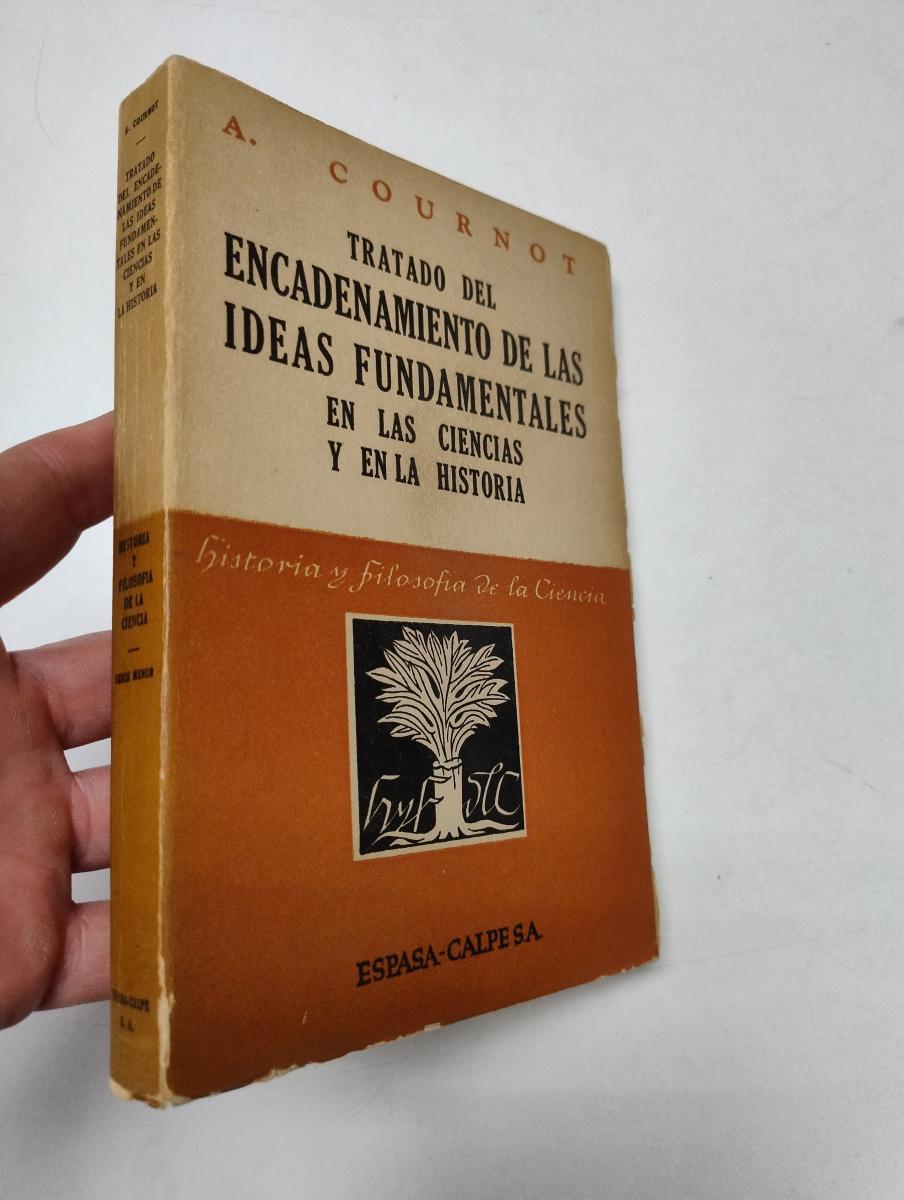 A. COURNOT
TRATADO DEL
ENCADENAMIENTO DE LAS
IDEAS FUNDAMENTALES
EN LAS CIENCIAS
Y EN LA HISTORIA
Historia y Filosofia de la Ciencia
hyf dlC
ESPASA-CALPE S.A.
A. COURNOT
TRATADO
DEL ENCADE-
NAMIENTO DE
LAS IDEAS
FUNDAMEN-
TALES EN LAS
CIENCIAS
Y EN
LA HISTORIA
HISTORIA
Y
FILOSOFIA
DE LA
CIENCIA
SERIE MENOR
ESPASA-CALPE
S. A.